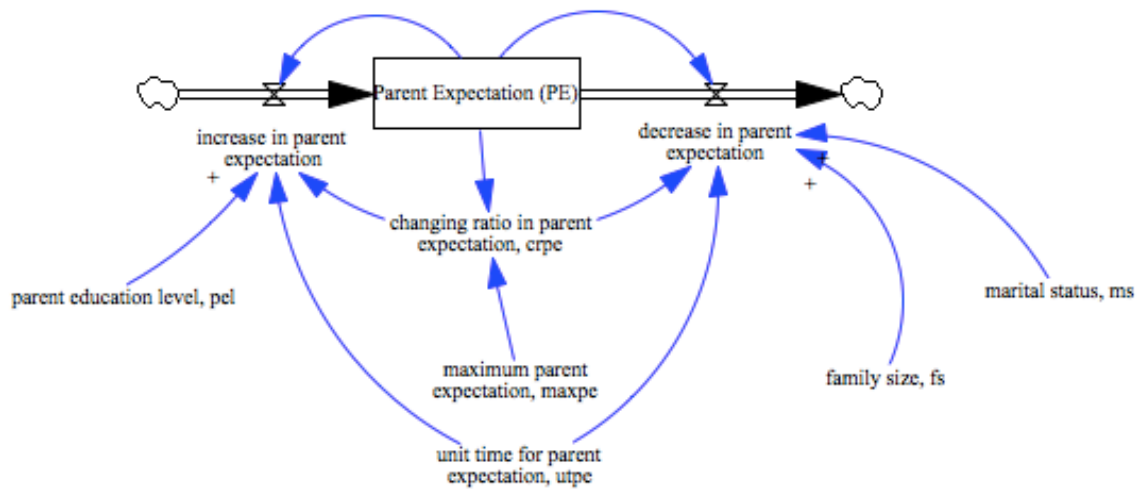 Parent Expectation (PE)
increase in parent
expectation
+
decrease in parent
expectation
+
+
changing ratio in parent
expectation, crpe
parent education level, pel
marital status, ms
maximum parent
expectation, maxpe
family size, fs
unit time for parent
expectation, utpe